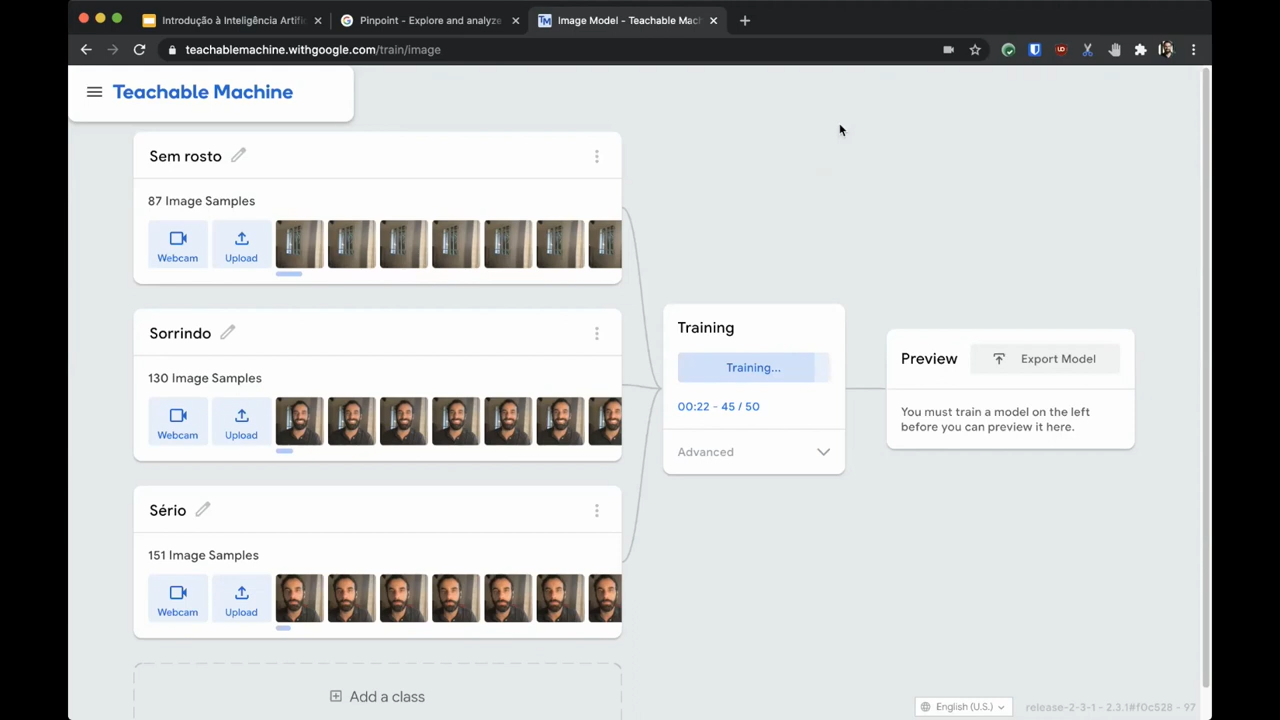 Introdução à Inteligência Artifi
Pinpoint - Explore and analyze
Image Model - Teachable Mac
teachablemachine.withgoogle.com/train/image
Teachable Machine
Sem rosto
87 Image Samples
Webcam
Upload
Sorrindo
130 Image Samples
Webcam
Upload
Sério
151 Image Samples
Webcam
Upload
Add a class
Training
Training...
00:22 - 45 / 50
Advanced
Preview
Export Model
You must train a model on the left
before you can preview it here.
English (U.S.)
release-2-3-1 - 2.3.1#f0c528 - 97